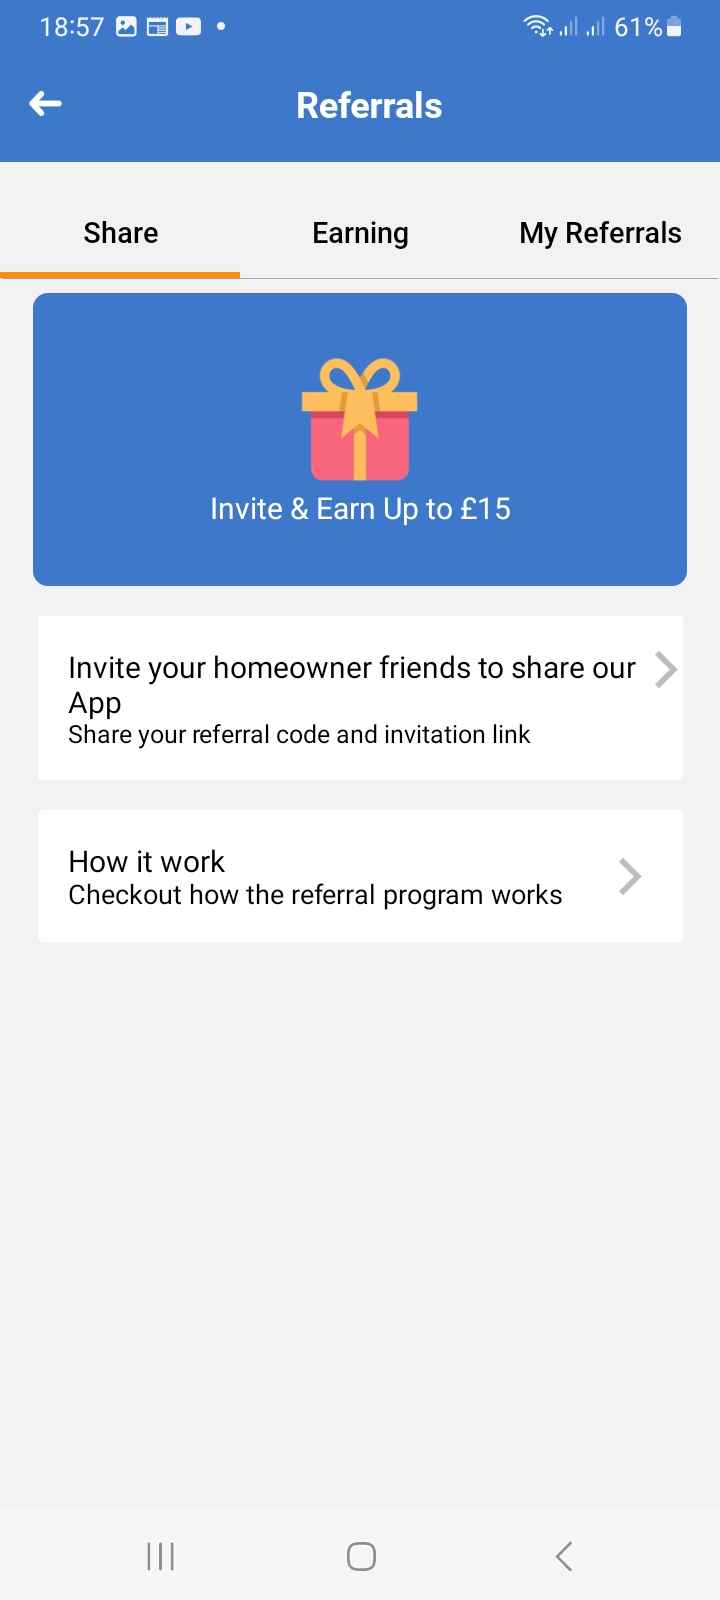 18:57
61%
Referrals
Share
Earning
My Referrals
Invite & Earn Up to £15
Invite your homeowner friends to share our
App
Share your referral code and invitation link
How it work
Checkout how the referral program works